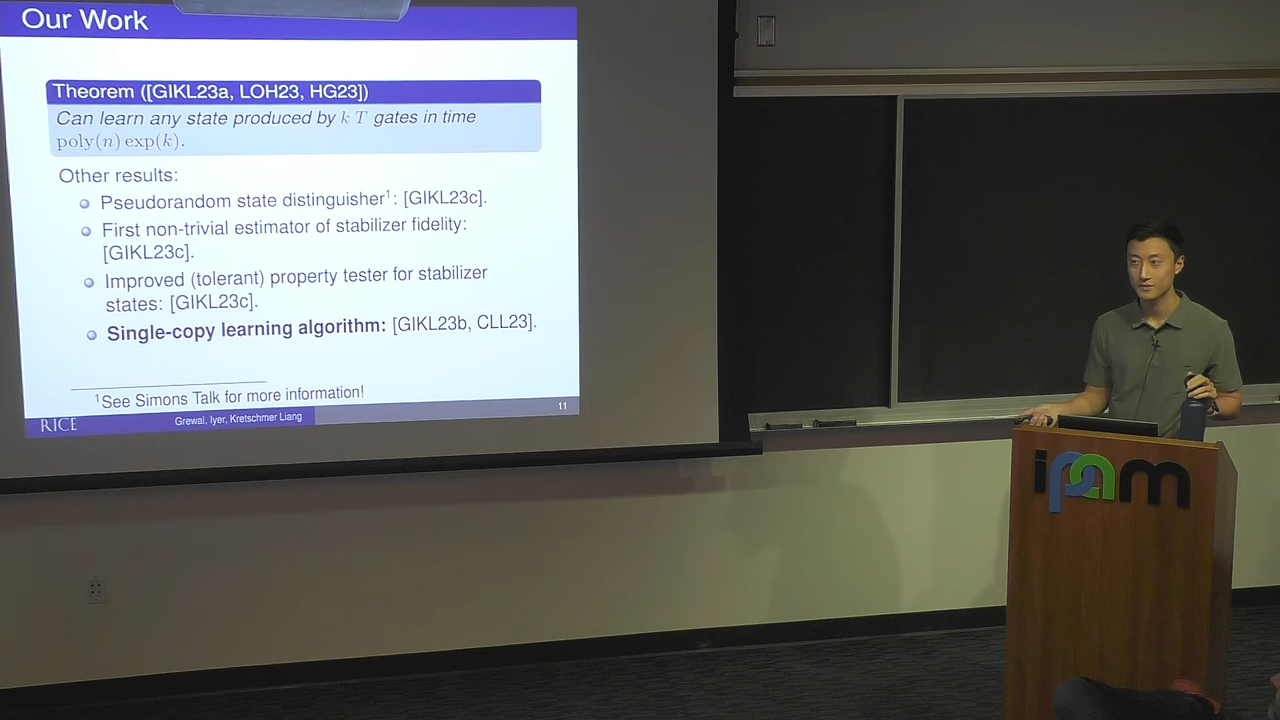 Our Work
Theorem ([GIKL23a, LOH23, HG23])
Can learn any state produced by k T gates in time
poly(n) exp(k).
Other results:
Pseudorandom state distinguisher¹: [GIKL23c].
First non-trivial estimator of stabilizer fidelity:
[GIKL23c].
Improved (tolerant) property tester for stabilizer
states: [GIKL23c].
Single-copy learning algorithm: [GIKL23b, CLL23].
¹See Simons Talk for more information!
RICE
Grewal, Iyer, Kretschmer Liang
11
ipam